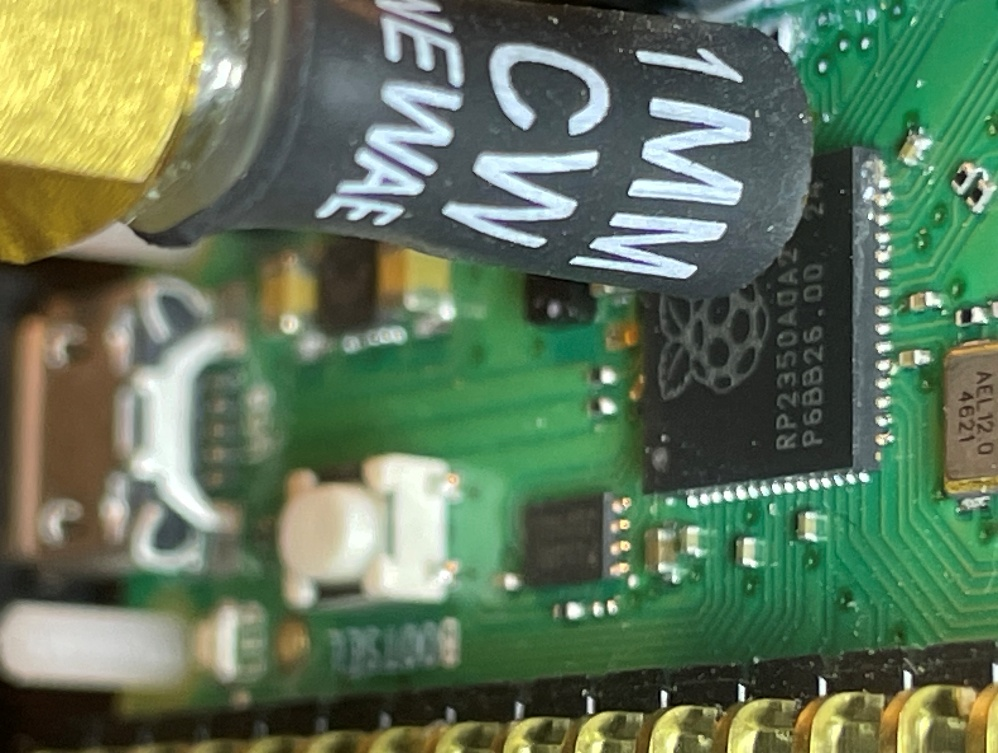 1MM
CW
NEWAE
RP2350A0A2
P6BB26.00 24
AEL12.0
4621
BOOTSEL